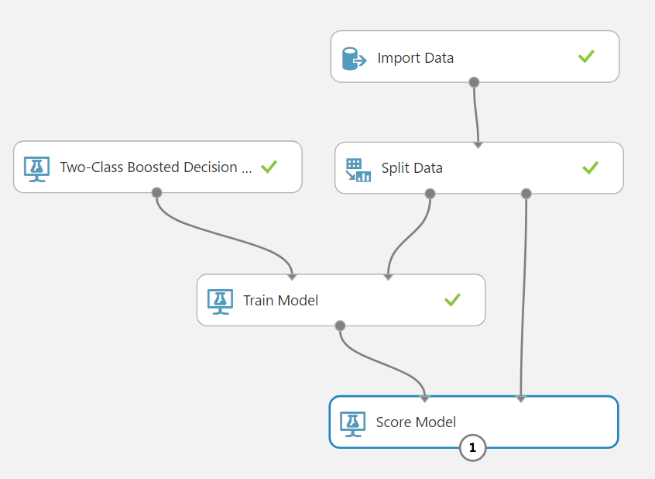 Import Data
Two-Class Boosted Decision ...
Split Data
Train Model
Score Model
1